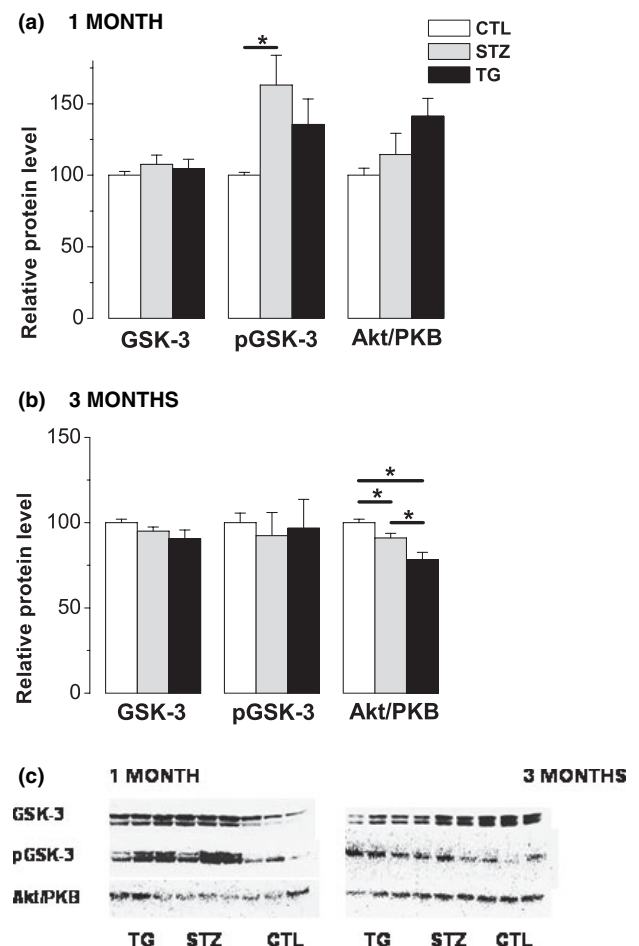 (a) 1 MONTH
CTL
STZ
TG
*
150
100
50
0
Relative protein level
GSK-3 pGSK-3 Akt/PKB
(b) 3 MONTHS
150
100
50
0
Relative protein level
*
* *
GSK-3 pGSK-3 Akt/PKB
(c) 1 MONTH 3 MONTHS
GSK-3
pGSK-3
Akt/PKB
TG STZ CTL TG STZ CTL